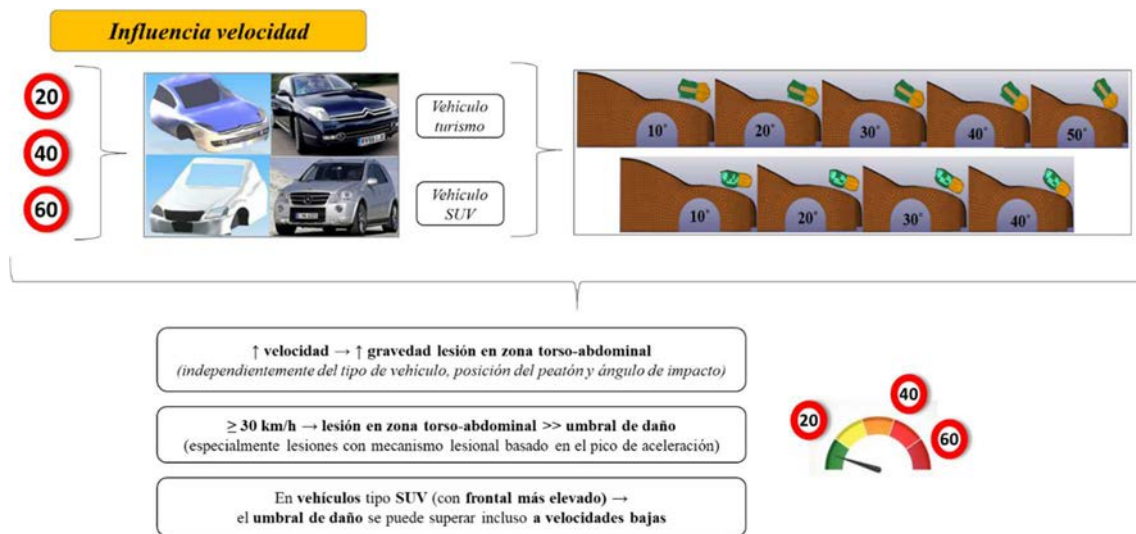 Influencia velocidad
20
40
60
Vehículo
turismo
Vehículo
SUV
10°
20°
30°
40°
50°
10°
20°
30°
40°
↑ velocidad → ↑ gravedad lesión en zona torso-abdominal
(independientemente del tipo de vehículo, posición del peatón y ángulo de impacto)
≥ 30 km/h → lesión en zona torso-abdominal >> umbral de daño
(especialmente lesiones con mecanismo lesional basado en el pico de aceleración)
En vehículos tipo SUV (con frontal más elevado) →
el umbral de daño se puede superar incluso a velocidades bajas
20
40
60